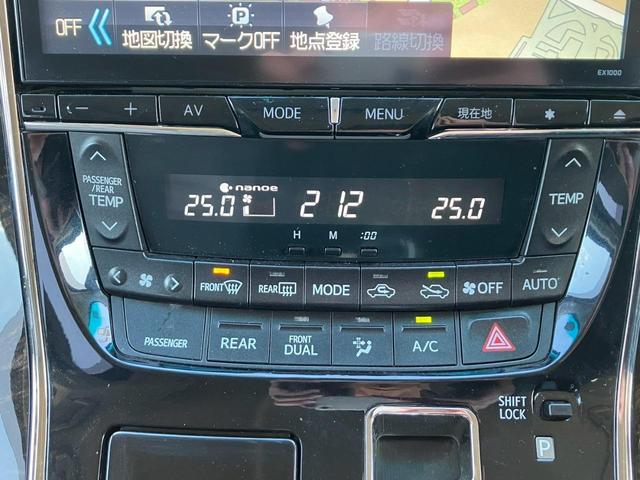 OFF 地図切換 マークOFF 地点登録 路線切換
EX1000
− + AV MODE MENU 現在地 *
PASSENGER
/REAR
TEMP
nanoe
25.0 2 12 25.0
TEMP
H M :00
FRONT REAR MODE OFF AUTO
PASSENGER REAR FRONT DUAL A/C
SHIFT
LOCK
P